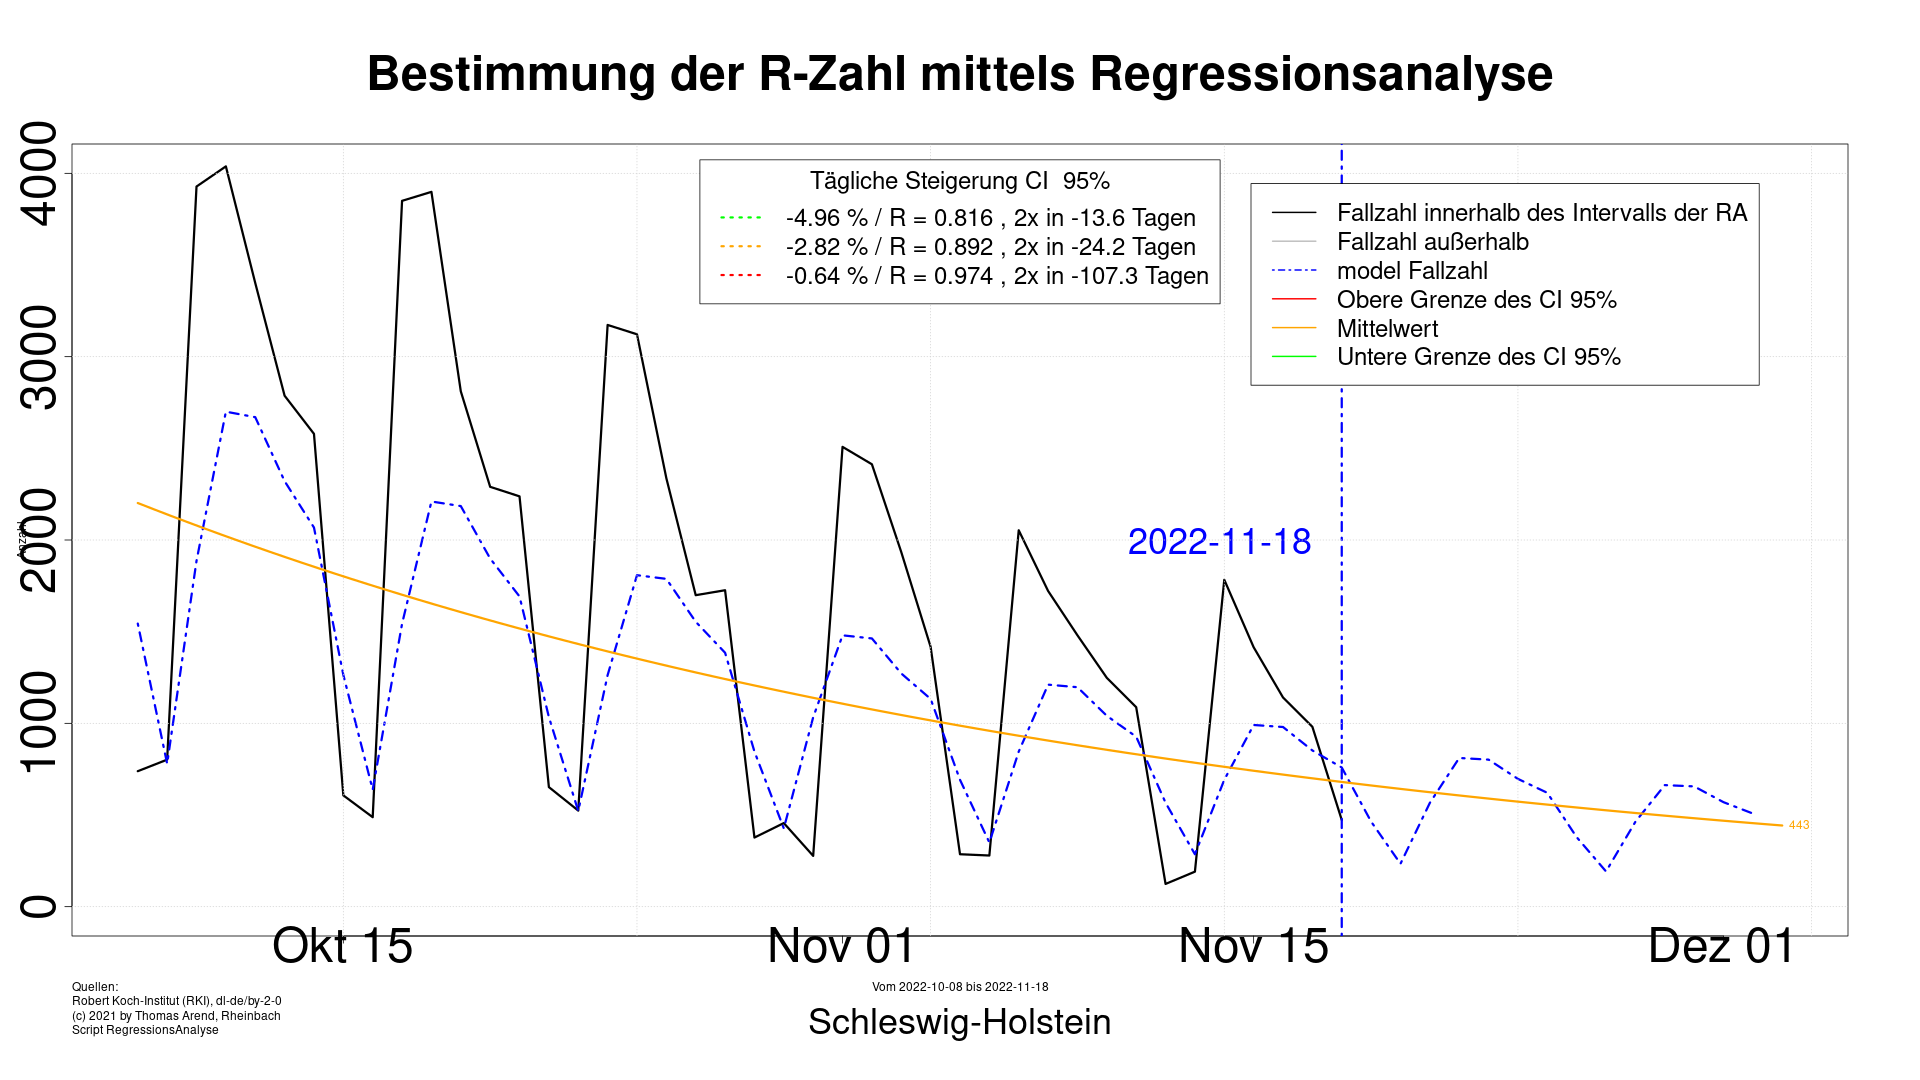 Bestimmung der R-Zahl mittels Regressionsanalyse
4000
3000
2000
1000
0
Anzahl
Tägliche Steigerung CI  95%
-4.96 % / R = 0.816 , 2x in -13.6 Tagen
-2.82 % / R = 0.892 , 2x in -24.2 Tagen
-0.64 % / R = 0.974 , 2x in -107.3 Tagen
Fallzahl innerhalb des Intervalls der RA
Fallzahl außerhalb
model Fallzahl
Obere Grenze des CI 95%
Mittelwert
Untere Grenze des CI 95%
2022-11-18
443
Okt 15
Nov 01
Nov 15
Dez 01
Quellen:
Robert Koch-Institut (RKI), dl-de/by-2-0
(c) 2021 by Thomas Arend, Rheinbach
Script RegressionsAnalyse
Vom 2022-10-08 bis 2022-11-18
Schleswig-Holstein